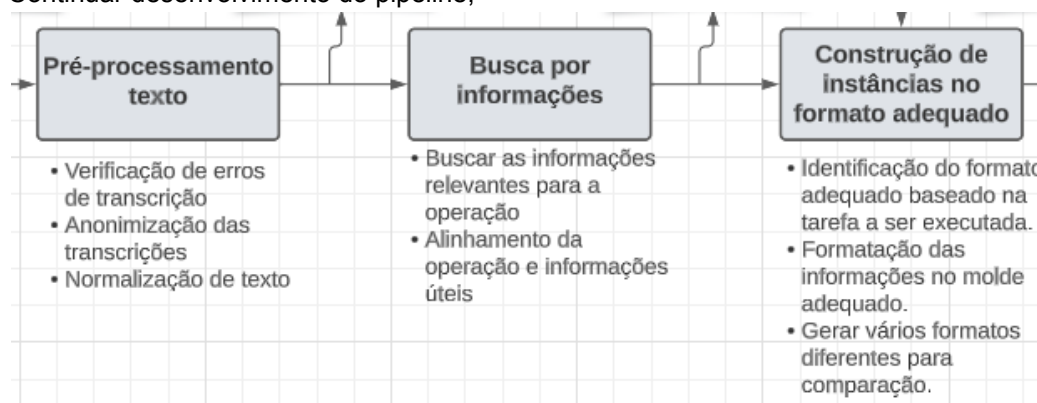 Continuar desenvolvimento do pipeline;
Pré-processamento
texto
• Verificação de erros
de transcrição
• Anonimização das
transcrições
• Normalização de texto
Busca por
informações
• Buscar as informações
relevantes para a
operação
• Alinhamento da
operação e informações
úteis
Construção de
instâncias no
formato adequado
• Identificação do formato
adequado baseado na
tarefa a ser executada.
• Formatação das
informações no molde
adequado.
• Gerar vários formatos
diferentes para
comparação.